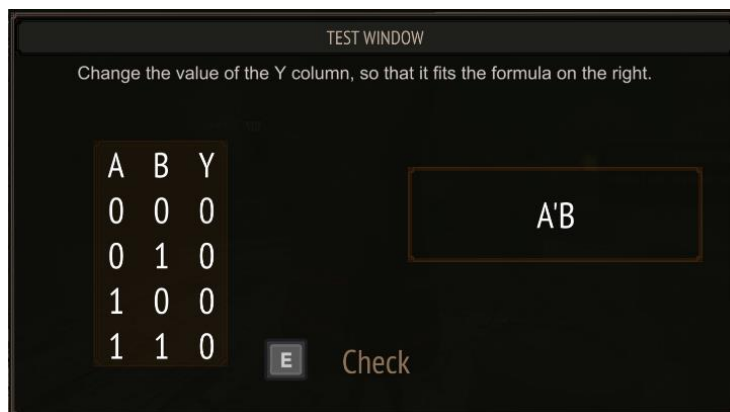 TEST WINDOW
Change the value of the Y column, so that it fits the formula on the right.
A B Y
0 0 0
0 1 0
1 0 0
1 1 0
A'B
E Check